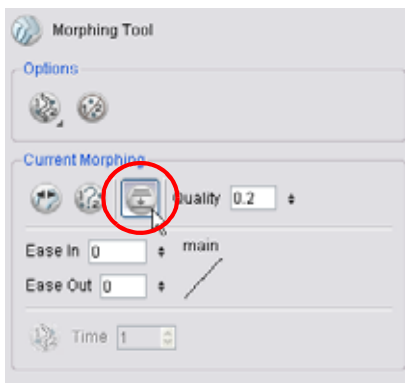 Morphing Tool
Options
Current Morphing
Quality 0.2
Ease In 0 main
Ease Out 0
Time 1